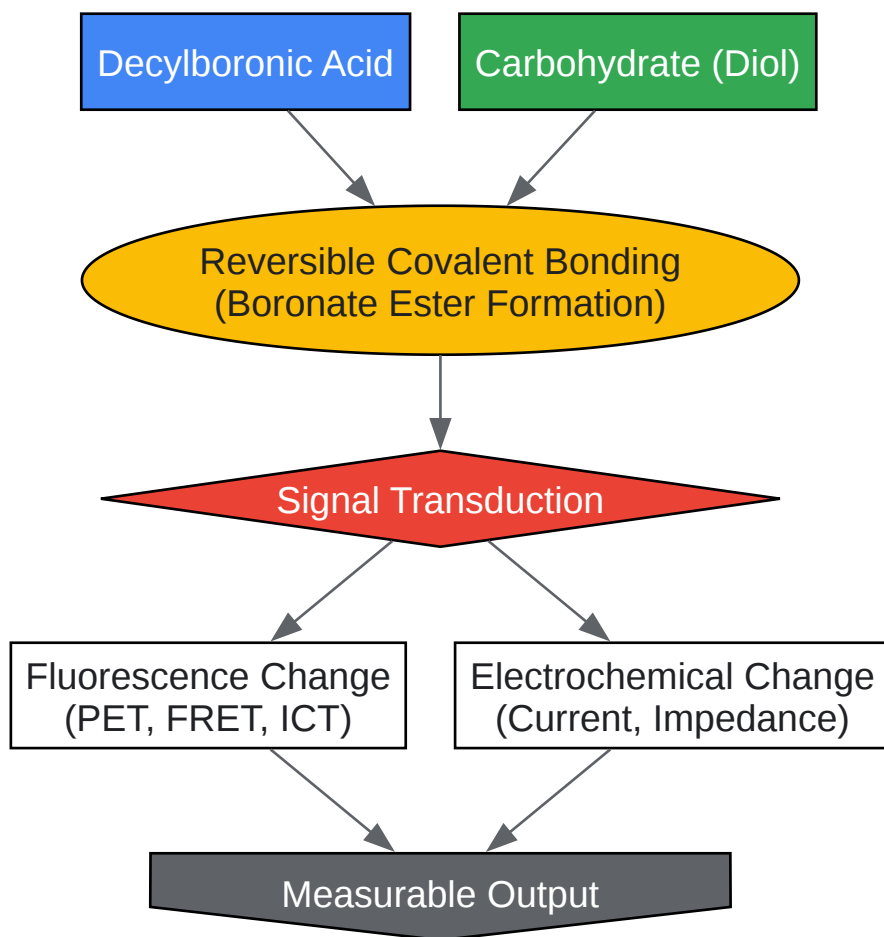 Decylboronic Acid
Carbohydrate (Diol)
Reversible Covalent Bonding
(Boronate Ester Formation)
Signal Transduction
Fluorescence Change
(PET, FRET, ICT)
Electrochemical Change
(Current, Impedance)
Measurable Output